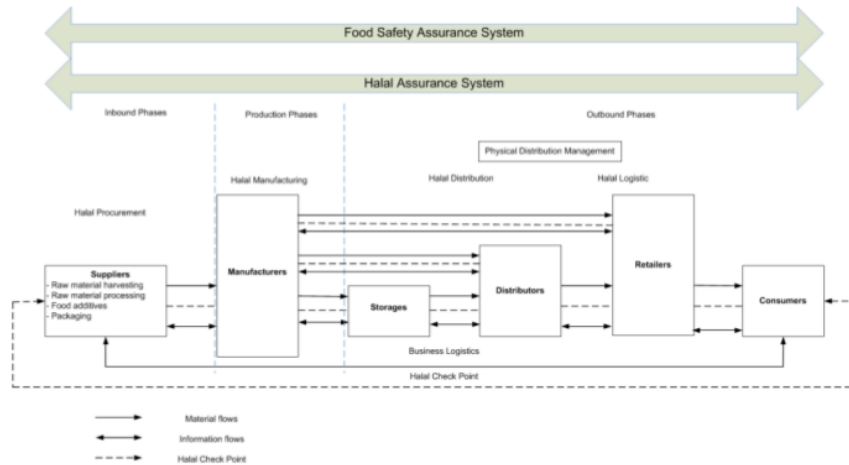 Food Safety Assurance System
Halal Assurance System
Inbound Phases
Production Phases
Outbound Phases
Physical Distribution Management
Halal Manufacturing
Halal Distribution
Halal Logistic
Halal Procurement
Suppliers
- Raw material harvesting
- Raw material processing
- Food additives
- Packaging
Manufacturers
Storages
Distributors
Retailers
Consumers
Business Logistics
Halal Check Point
Material flows
Information flows
Halal Check Point